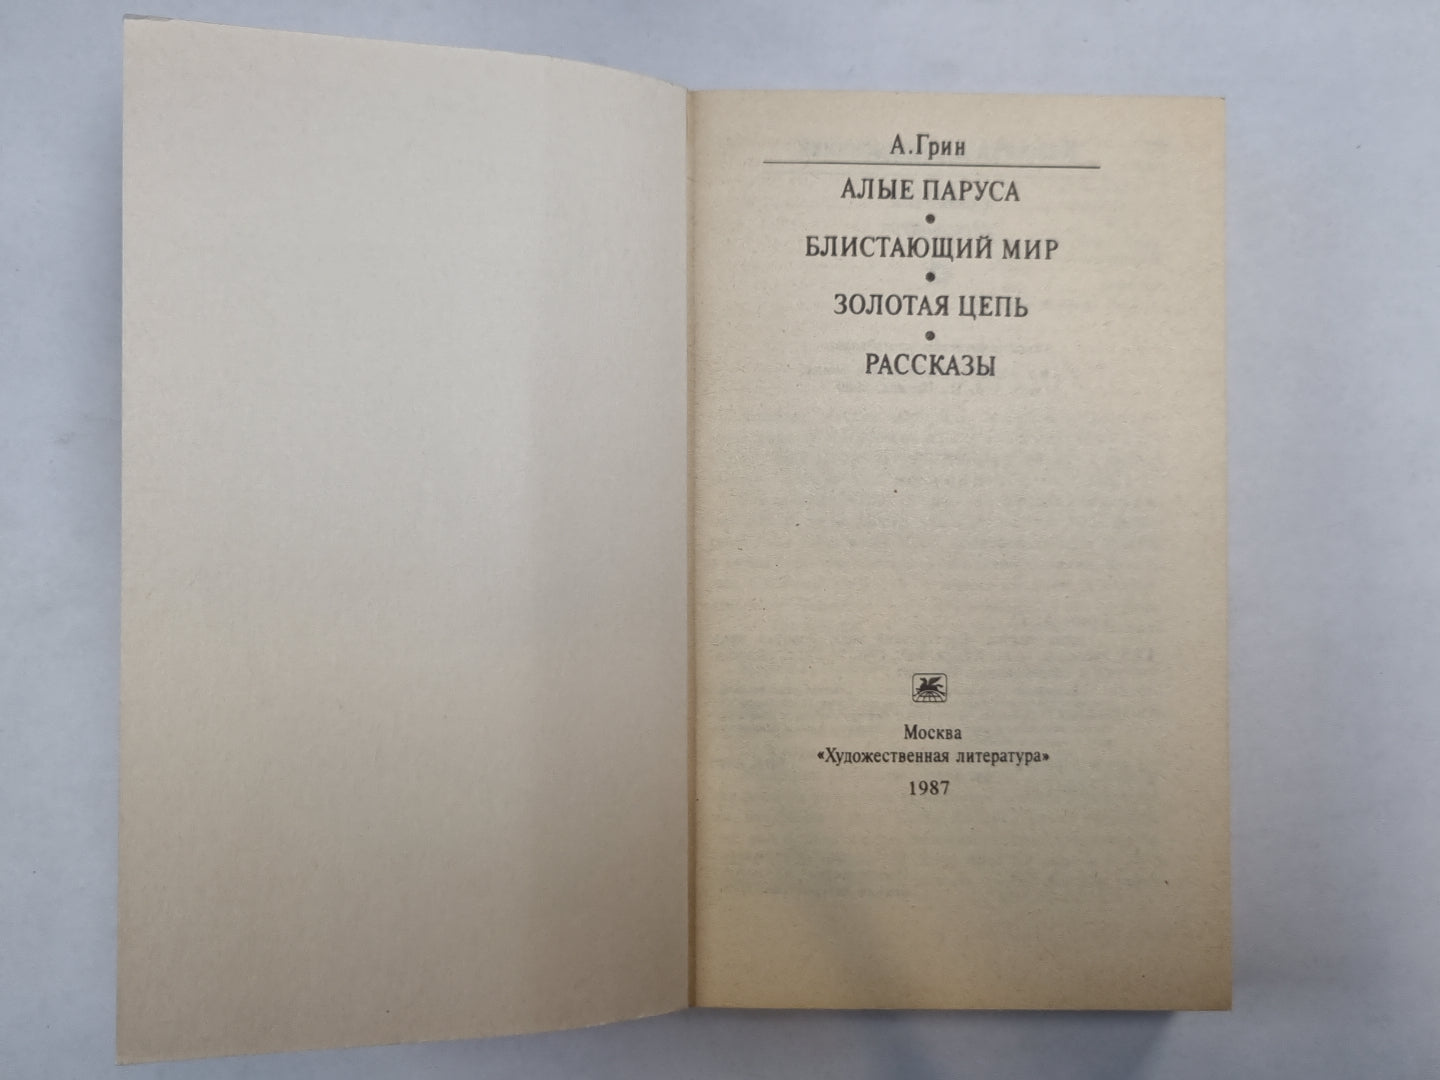 А.Грин
АЛЫЕ ПАРУСА
•
БЛИСТАЮЩИЙ МИР
•
ЗОЛОТАЯ ЦЕПЬ
•
РАССКАЗЫ
Москва
«Художественная литература»
1987